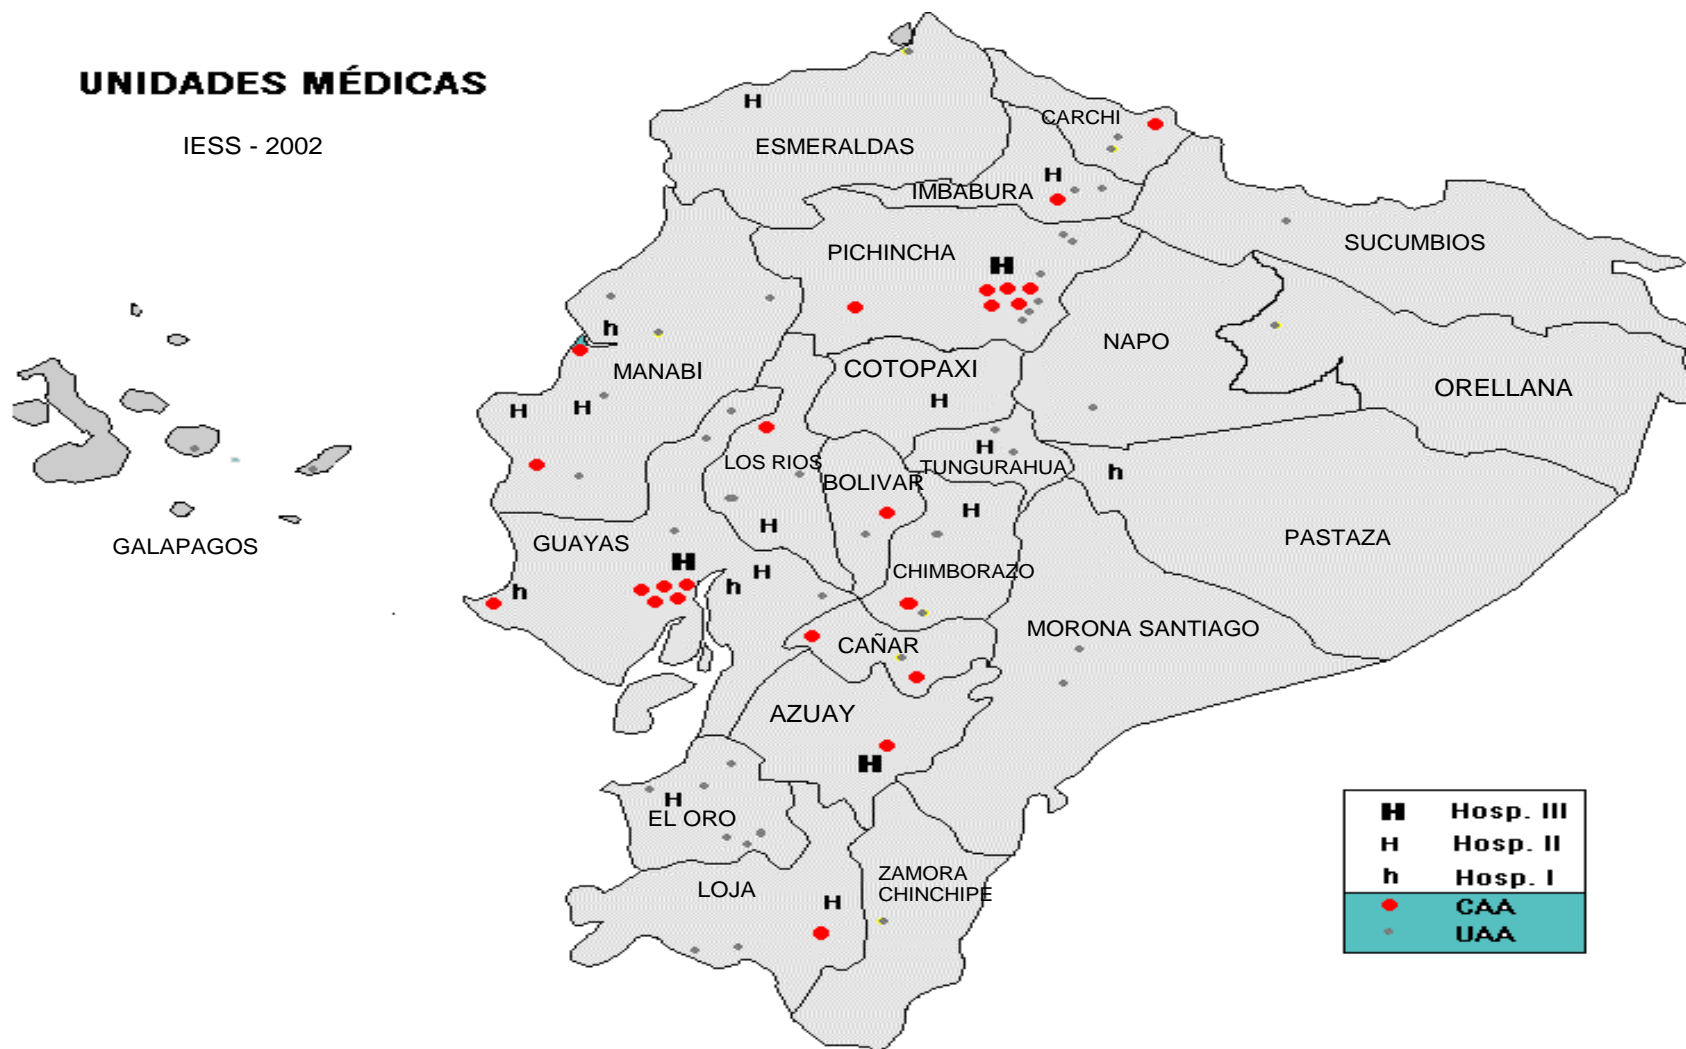 UNIDADES MÉDICAS
IESS - 2002
CARCHI
ESMERALDAS
H
IMBABURA
H
SUCUMBIOS
PICHINCHA
H
NAPO
h
MANABÍ
COTOPAXI
ORELLANA
H
H
H
H
LOS RIOS
TUNGURAHUA
h
BOLIVAR
H
H
GALAPAGOS
GUAYAS
PASTAZA
H
H
CHIMBORAZO
h
h
MORONA SANTIAGO
CAÑAR
AZUAY
H
H
EL ORO
LOJA
H
ZAMORA
CHINCHIPE
H Hosp. III
H Hosp. II
h Hosp. I
CAA
UAA